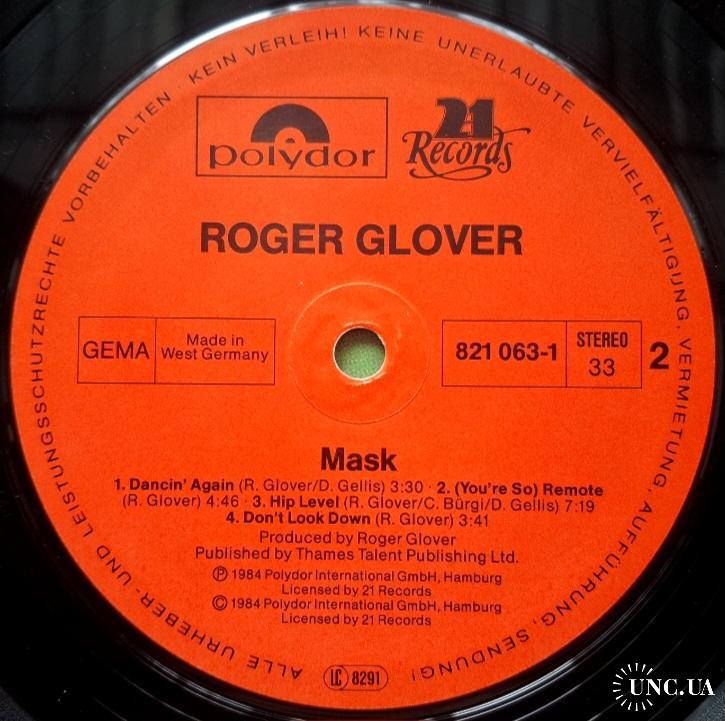 ALLE URHEBER- UND LEISTUNGSSCHUTZRECHTE VORBEHALTEN · KEIN VERLEIH! KEINE UNERLAUBTE VERVIELFÄLTIGUNG, VERMIETUNG, AUFFÜHRUNG, SENDUNG!
polydor
21 Records
ROGER GLOVER
GEMA
Made in
West Germany
821 063-1
STEREO
33
2
Mask
1. Dancin' Again (R. Glover/D. Gellis) 3:30 · 2. (You're So) Remote
(R. Glover) 4:46 · 3. Hip Level (R. Glover/C. Bürgi/D. Gellis) 7:19
4. Don't Look Down (R. Glover) 3:41
Produced by Roger Glover
Published by Thames Talent Publishing Ltd.
Ⓟ 1984 Polydor International GmbH, Hamburg
Licensed by 21 Records
© 1984 Polydor International GmbH, Hamburg
Licensed by 21 Records
LC 8291
UNC.UA